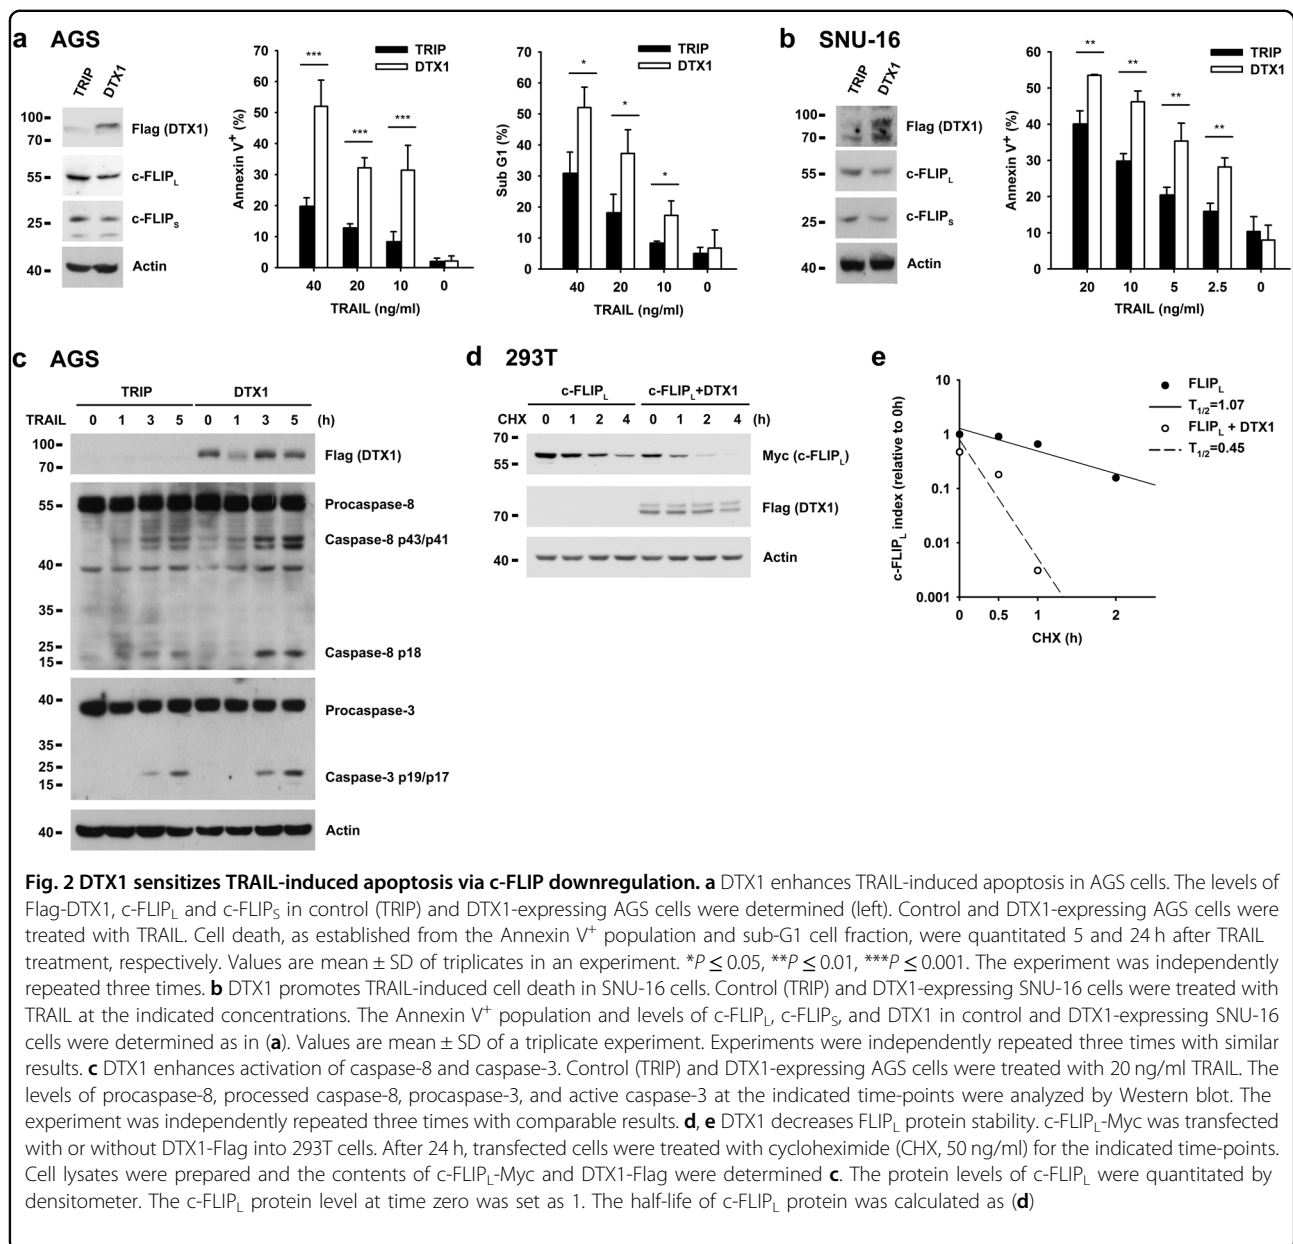 a AGS
TRIP
DTX1
100
70
Flag (DTX1)
55
c-FLIPL
25
c-FLIPS
40
Actin
TRIP
DTX1
Annexin V+ (%)
70
60
50
40
30
20
10
0
***
***
***
40 20 10 0
TRAIL (ng/ml)
TRIP
DTX1
Sub G1 (%)
70
60
50
40
30
20
10
0
*
*
*
40 20 10 0
TRAIL (ng/ml)
b SNU-16
TRIP
DTX1
100
70
Flag (DTX1)
55
c-FLIPL
25
c-FLIPS
40
Actin
TRIP
DTX1
Annexin V+ (%)
60
50
40
30
20
10
0
**
**
**
**
20 10 5 2.5 0
TRAIL (ng/ml)
c AGS
TRIP DTX1
TRAIL 0 1 3 5 0 1 3 5 (h)
100
70
Flag (DTX1)
55
Procaspase-8
Caspase-8 p43/p41
40
35
25
15
Caspase-8 p18
40
Procaspase-3
35
25
15
Caspase-3 p19/p17
40
Actin
d 293T
c-FLIPL c-FLIPL+DTX1
CHX 0 1 2 4 0 1 2 4 (h)
70
55
Myc (c-FLIPL)
70
Flag (DTX1)
40
Actin
e
c-FLIPL index (relative to 0h)
10
1
0.1
0.01
0.001
0 0.5 1 2
CHX (h)
FLIPL
T1/2=1.07
FLIPL + DTX1
T1/2=0.45
Fig. 2 DTX1 sensitizes TRAIL-induced apoptosis via c-FLIP downregulation. a DTX1 enhances TRAIL-induced apoptosis in AGS cells. The levels of
Flag-DTX1, c-FLIPL and c-FLIPS in control (TRIP) and DTX1-expressing AGS cells were determined (left). Control and DTX1-expressing AGS cells were
treated with TRAIL. Cell death, as established from the Annexin V+ population and sub-G1 cell fraction, were quantitated 5 and 24 h after TRAIL
treatment, respectively. Values are mean ± SD of triplicates in an experiment. *P ≤ 0.05, **P ≤ 0.01, ***P ≤ 0.001. The experiment was independently
repeated three times. b DTX1 promotes TRAIL-induced cell death in SNU-16 cells. Control (TRIP) and DTX1-expressing SNU-16 cells were treated with
TRAIL at the indicated concentrations. The Annexin V+ population and levels of c-FLIPL, c-FLIPS, and DTX1 in control and DTX1-expressing SNU-16
cells were determined as in (a). Values are mean ± SD of a triplicate experiment. Experiments were independently repeated three times with similar
results. c DTX1 enhances activation of caspase-8 and caspase-3. Control (TRIP) and DTX1-expressing AGS cells were treated with 20 ng/ml TRAIL. The
levels of procaspase-8, processed caspase-8, procaspase-3, and active caspase-3 at the indicated time-points were analyzed by Western blot. The
experiment was independently repeated three times with comparable results. d, e DTX1 decreases FLIPL protein stability. c-FLIPL-Myc was transfected
with or without DTX1-Flag into 293T cells. After 24 h, transfected cells were treated with cycloheximide (CHX, 50 ng/ml) for the indicated time-points.
Cell lysates were prepared and the contents of c-FLIPL-Myc and DTX1-Flag were determined c. The protein levels of c-FLIPL were quantitated by
densitometer. The c-FLIPL protein level at time zero was set as 1. The half-life of c-FLIPL protein was calculated as (d)